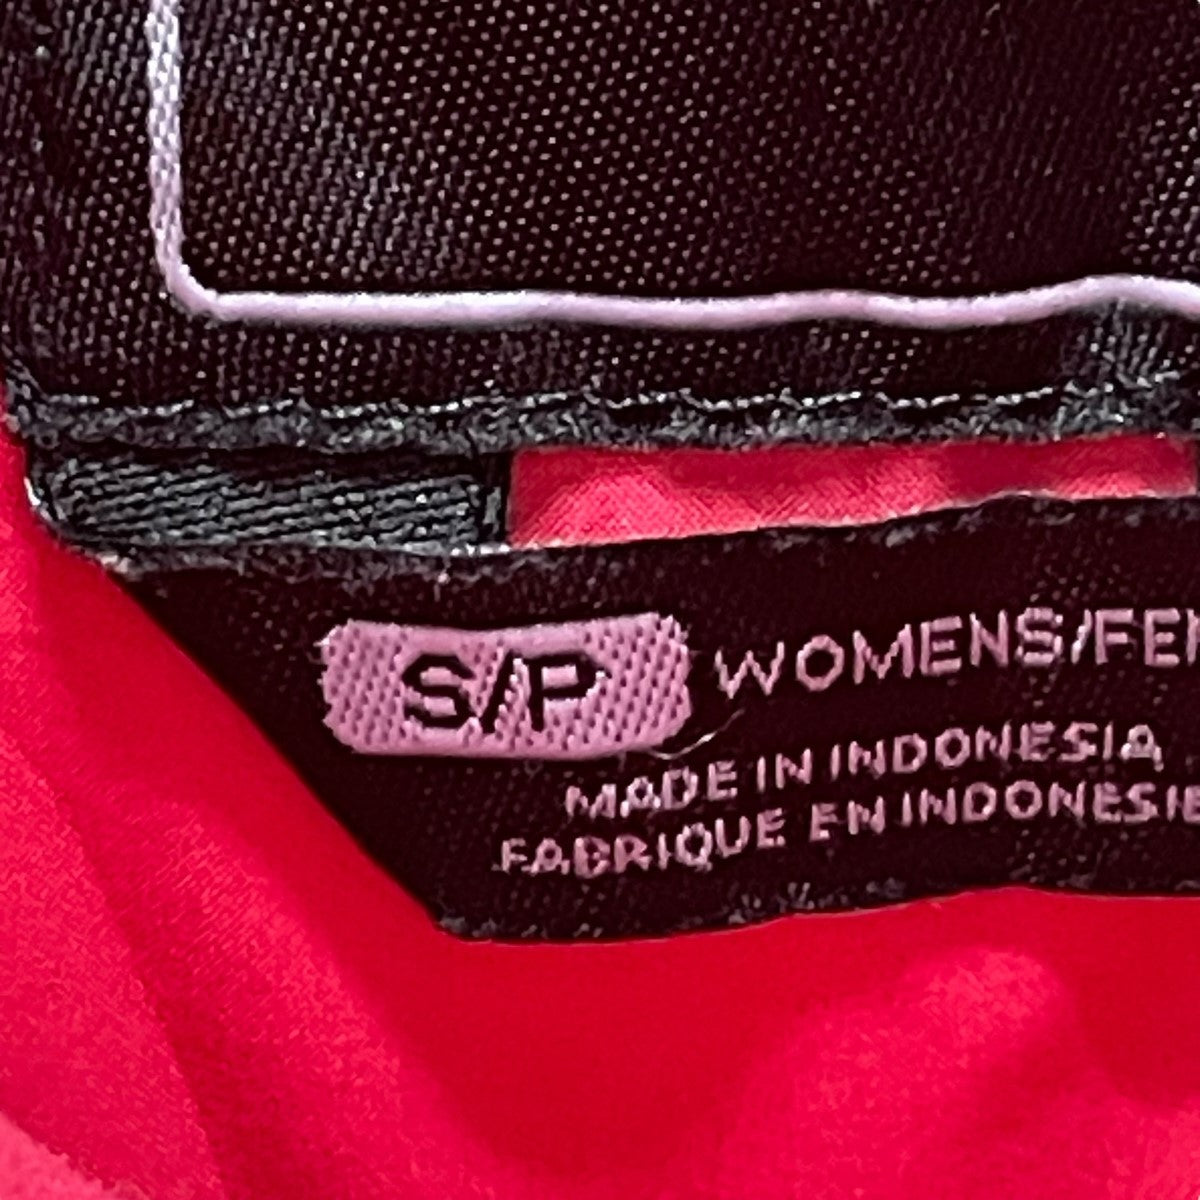 S/P WOMENS/FE
MADE IN INDONESIA
FABRIQUE EN INDONESIE